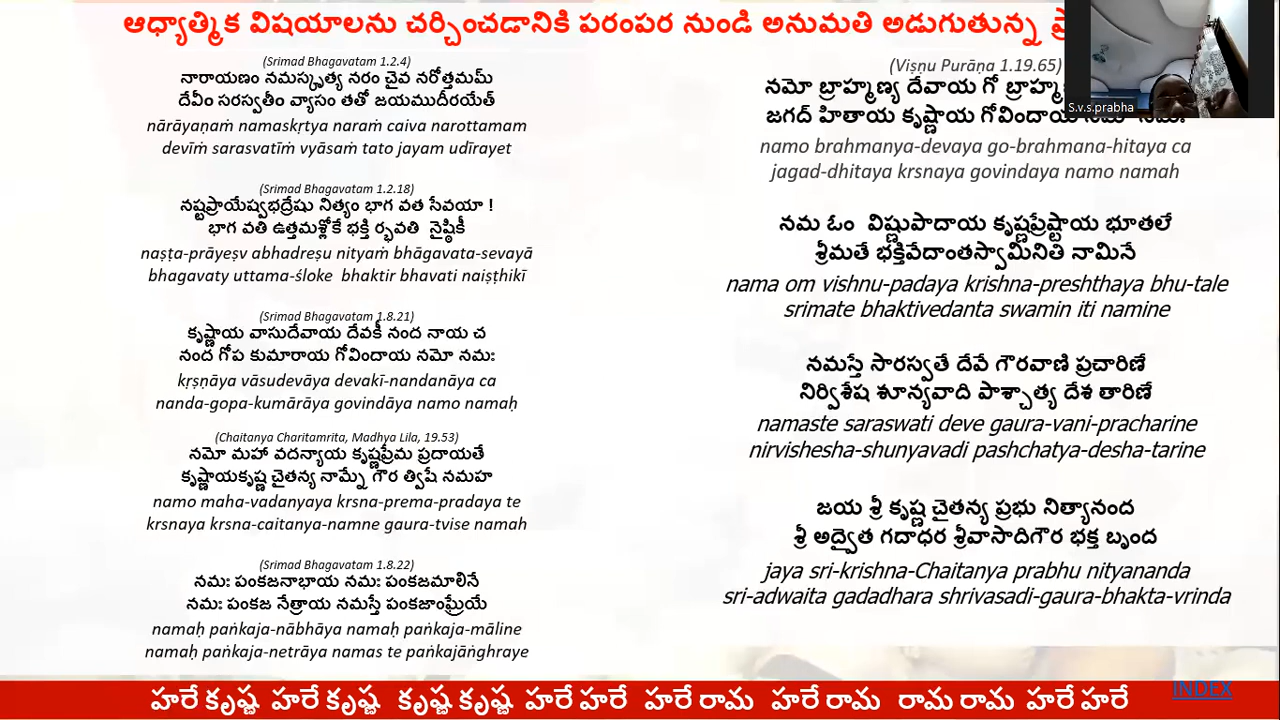 ఆధ్యాత్మిక విషయాలను చర్చించడానికి పరంపర నుండి అనుమతి అడుగుతున్న
(Srimad Bhagavatam 1.2.4)
నారాయణం నమస్కృత్య నరం చైవ నరోత్తమమ్
దేవీం సరస్వతీం వ్యాసం తతో జయముదీరయేత్
nārāyaṇaṁ namaskṛtya naraṁ caiva narottamam
devīṁ sarasvatīṁ vyāsaṁ tato jayam udīrayet
(Srimad Bhagavatam 1.2.18)
నష్టప్రాయేష్వభద్రేషు నిత్యం భాగ వత సేవయా !
భాగ వతి ఉత్తమశ్లోకే భక్తి ర్భవతి నైష్ఠికీ
naṣṭa-prāyeṣv abhadreṣu nityaṁ bhāgavata-sevayā
bhagavaty uttama-śloke bhaktir bhavati naiṣṭhikī
(Srimad Bhagavatam 1.8.21)
కృష్ణాయ వాసుదేవాయ దేవకీ నంద నాయ చ
నంద గోప కుమారాయ గోవిందాయ నమో నమః
kṛṣṇāya vāsudevāya devakī-nandanāya ca
nanda-gopa-kumārāya govindāya namo namaḥ
(Chaitanya Charitamrita, Madhya Lila, 19.53)
నమో మహా వదన్యాయ కృష్ణప్రేమ ప్రదాయతే
కృష్ణాయకృష్ణ చైతన్య నామ్నే గౌర త్విషే నమహ
namo maha-vadanyaya krsna-prema-pradaya te
krsnaya krsna-caitanya-namne gaura-tvise namah
(Srimad Bhagavatam 1.8.22)
నమః పంకజనాభాయ నమః పంకజమాలినే
నమః పంకజ నేత్రాయ నమస్తే పంకజాంఘ్రయే
namaḥ paṅkaja-nābhāya namaḥ paṅkaja-māline
namaḥ paṅkaja-netrāya namas te paṅkajāṅghraye
(Viṣṇu Purāṇa 1.19.65)
నమో బ్రాహ్మణ్య దేవాయ గో
జగద్ హితాయ కృష్ణాయ గోవిందాయ
namo brahmanya-devaya go-brahmana-hitaya ca
jagad-dhitaya krsnaya govindaya namo namah
నమ ఓం విష్ణుపాదాయ కృష్ణప్రేష్టాయ భూతలే
శ్రీమతే భక్తివేదాంతస్వామినితి నామినే
nama om vishnu-padaya krishna-preshthaya bhu-tale
srimate bhaktivedanta swamin iti namine
నమస్తే సారస్వతే దేవే గౌరవాణి ప్రచారిణే
నిర్విశేష శూన్యవాది పాశ్చాత్య దేశ తారిణే
namaste saraswati deve gaura-vani-pracharine
nirvishesha-shunyavadi pashchatya-desha-tarine
జయ శ్రీ కృష్ణ చైతన్య ప్రభు నిత్యానంద
శ్రీ అద్వైత గదాధర శ్రీవాసాదిగౌర భక్త బృంద
jaya sri-krishna-Chaitanya prabhu nityananda
sri-adwaita gadadhara shrivasadi-gaura-bhakta-vrinda
S.v.s.prabha
హరే కృష్ణ హరే కృష్ణ కృష్ణ కృష్ణ హరే హరే హరే రామ హరే రామ రామ రామ హరే హరే
INDEX